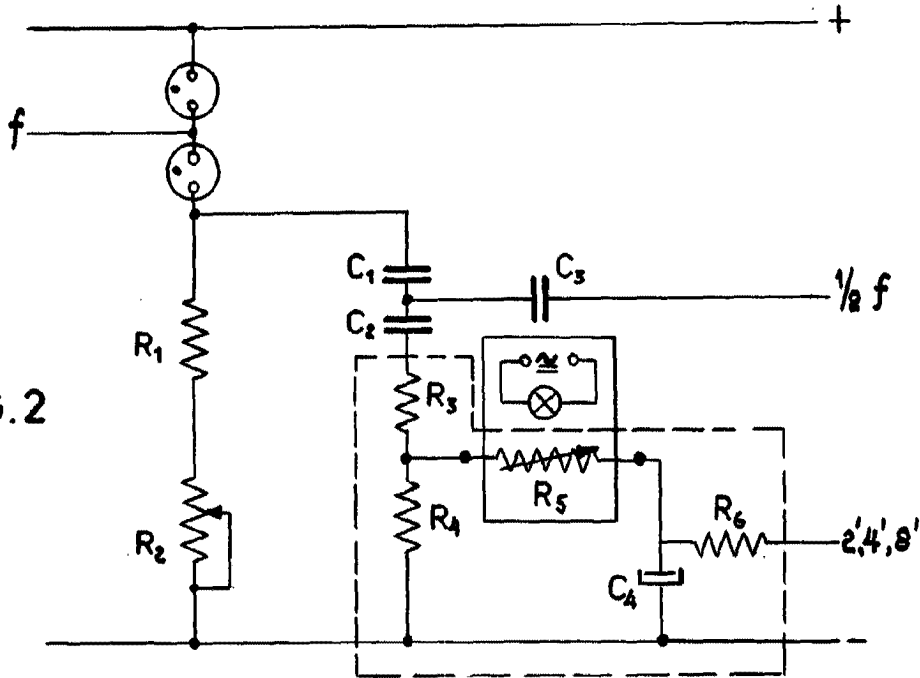 +
f
C₁
C₃
½ f
C₂
R₁
R₃
.2
R₅
R₄
R₆
2',4',8'
R₂
C₄